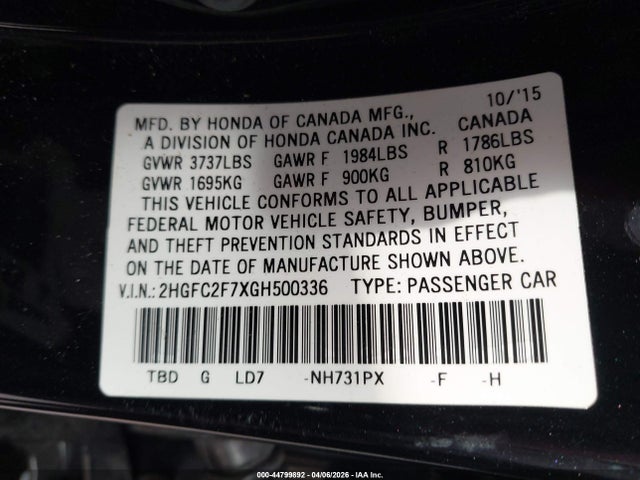 10/'15
MFD. BY HONDA OF CANADA MFG., CANADA
A DIVISION OF HONDA CANADA INC.
GVWR 3737LBS GAWR F 1984LBS R 1786LBS
GVWR 1695KG GAWR F 900KG R 810KG
THIS VEHICLE CONFORMS TO ALL APPLICABLE
FEDERAL MOTOR VEHICLE SAFETY, BUMPER,
AND THEFT PREVENTION STANDARDS IN EFFECT
ON THE DATE OF MANUFACTURE SHOWN ABOVE.
V.I.N.: 2HGFC2F7XGH500336 TYPE: PASSENGER CAR
TBD G LD7 -NH731PX -F -H
000-44799892 - 04/06/2026 - IAA Inc.